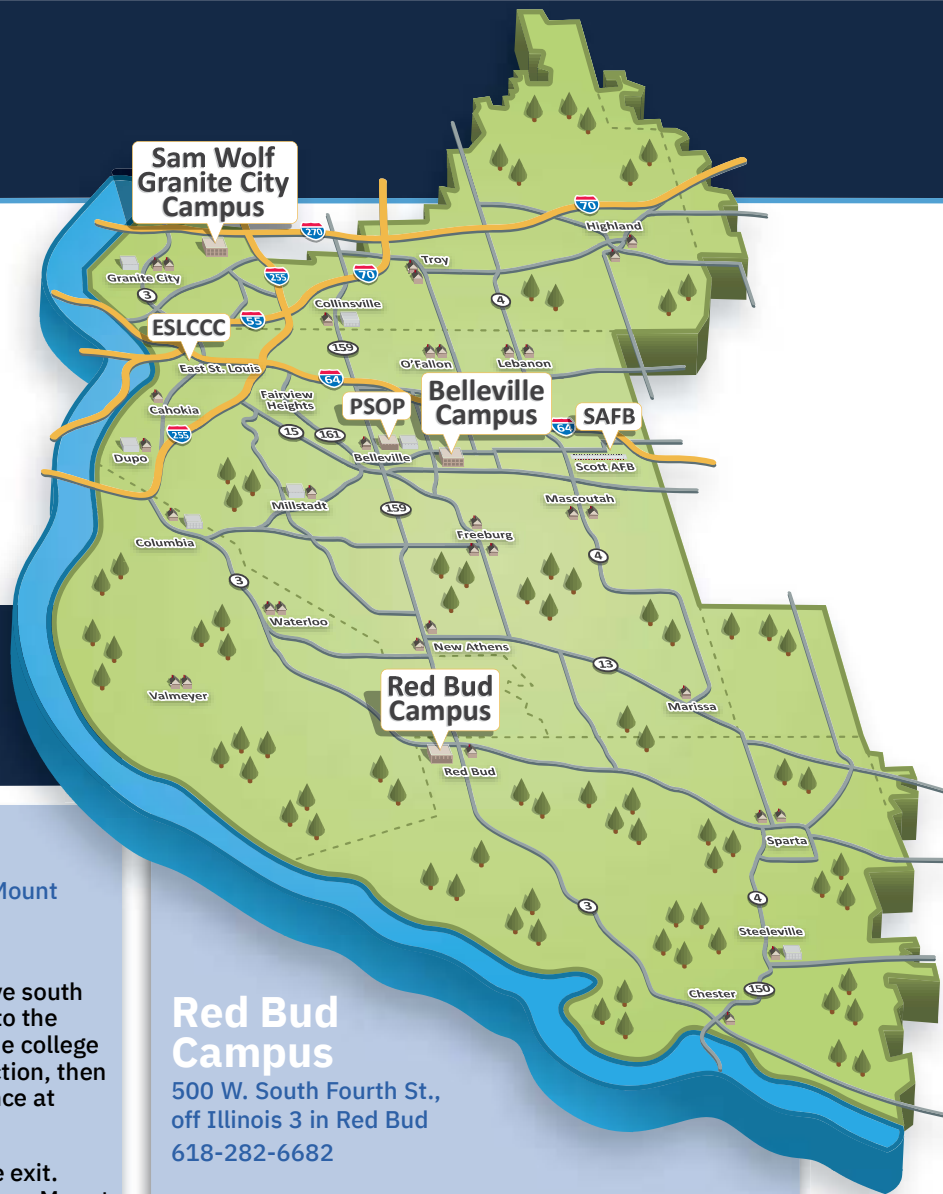 Sam Wolf
Granite City
Campus
70
Highland
270
Granite City
3
255
70
Troy
Collinsville
4
55
ESLCCC
159
East St. Louis
O'Fallon
Lebanon
64
Cahokia
Fairview
Heights
PSOP
Belleville
Campus
64
SAFB
255
15
161
Dupo
Belleville
Scott AFB
Millstadt
159
Mascoutah
Columbia
Freeburg
4
3
Waterloo
New Athens
13
Valmeyer
Red Bud
Campus
Marissa
Red Bud
Sparta
3
4
Steeleville
Chester
150
Mount
ve south
to the
e college
ction, then
nce at
e exit.
Red Bud
Campus
500 W. South Fourth St.,
off Illinois 3 in Red Bud
618-282-6682